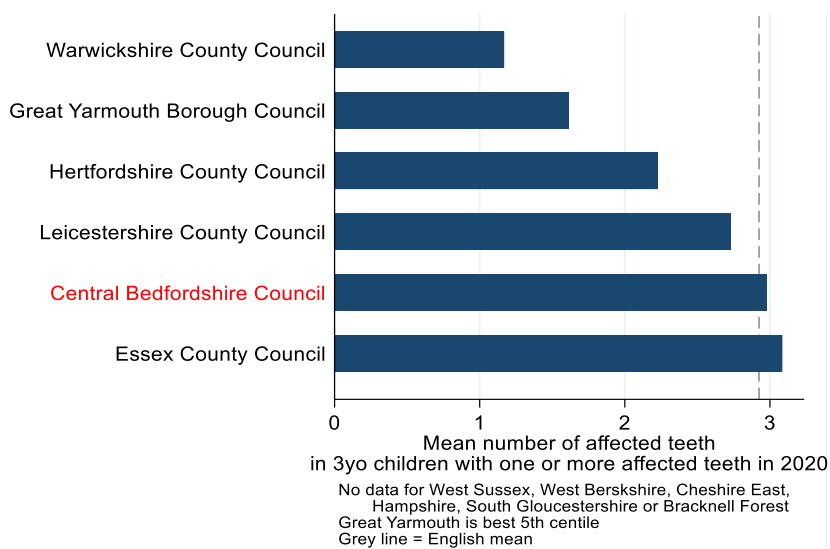 Warwickshire County Council
Great Yarmouth Borough Council
Hertfordshire County Council
Leicestershire County Council
Central Bedfordshire Council
Essex County Council
0 1 2 3
Mean number of affected teeth
in 3yo children with one or more affected teeth in 2020
No data for West Sussex, West Berskshire, Cheshire East,
Hampshire, South Gloucestershire or Bracknell Forest
Great Yarmouth is best 5th centile
Grey line = English mean